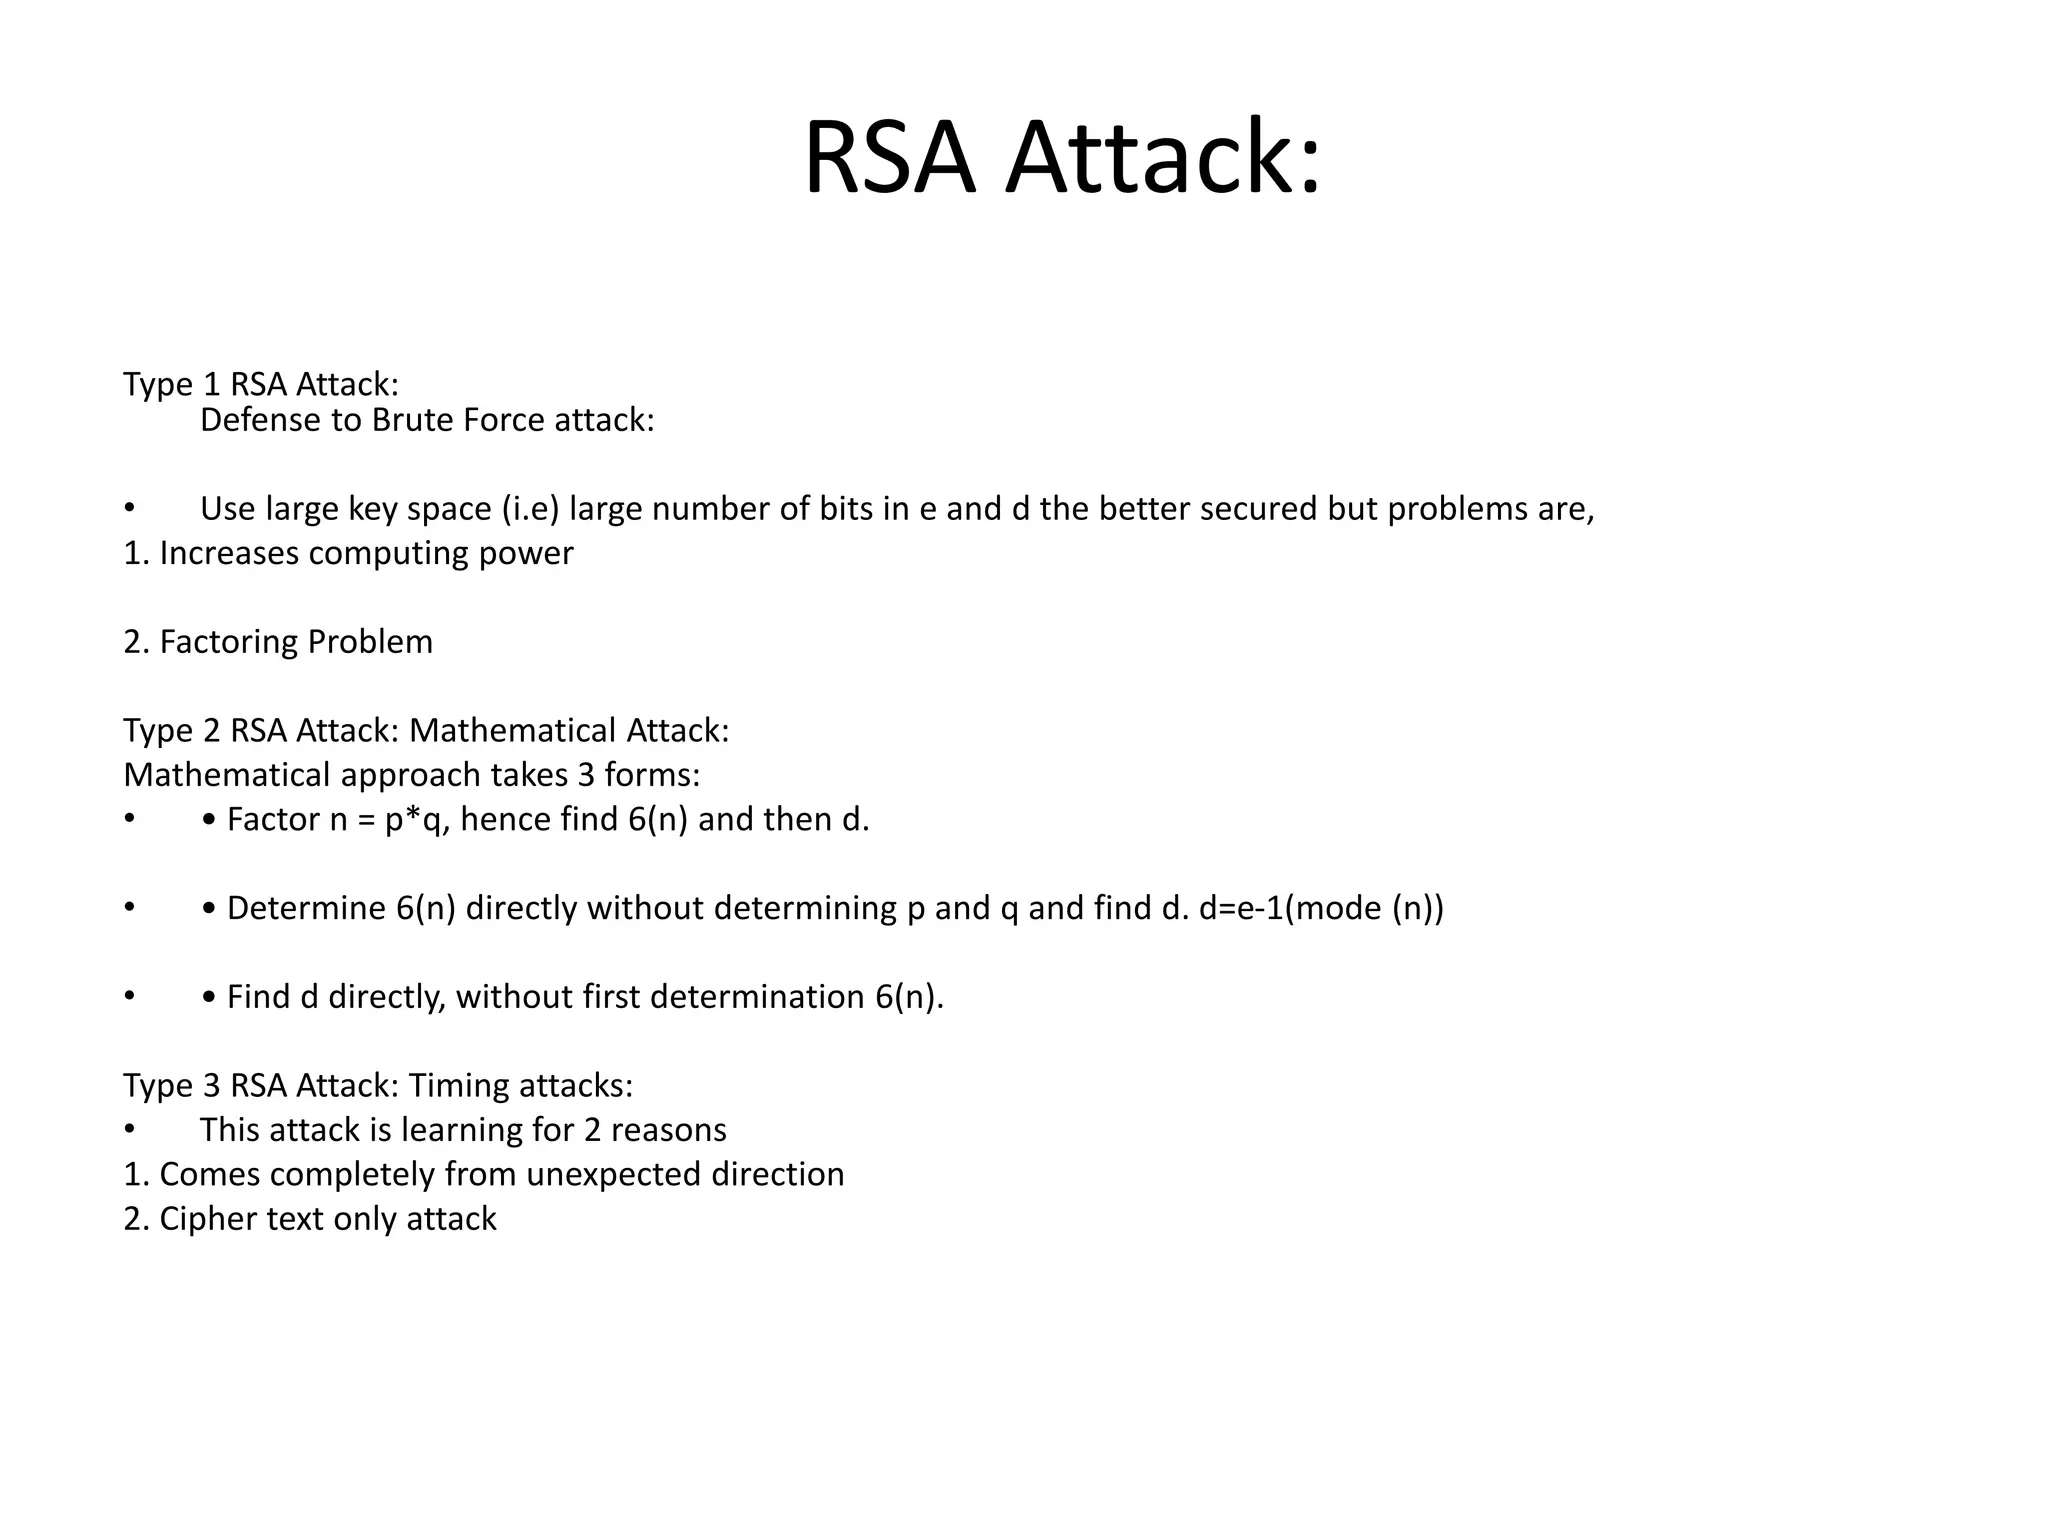 RSA Attack:
Type 1 RSA Attack:
Defense to Brute Force attack:
• Use large key space (i.e) large number of bits in e and d the better secured but problems are,
1. Increases computing power
2. Factoring Problem
Type 2 RSA Attack: Mathematical Attack:
Mathematical approach takes 3 forms:
• • Factor n = p*q, hence find 6(n) and then d.
• • Determine 6(n) directly without determining p and q and find d. d=e-1(mode (n))
• • Find d directly, without first determination 6(n).
Type 3 RSA Attack: Timing attacks:
• This attack is learning for 2 reasons
1. Comes completely from unexpected direction
2. Cipher text only attack